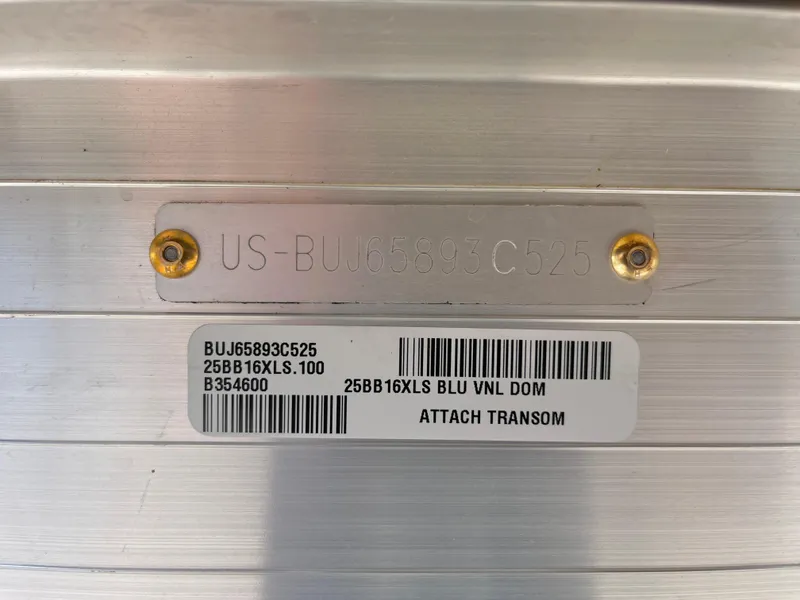 US-BUJ65893C525
BUJ65893C525
25BB16XLS.100
B354600 25BB16XLS BLU VNL DOM
ATTACH TRANSOM